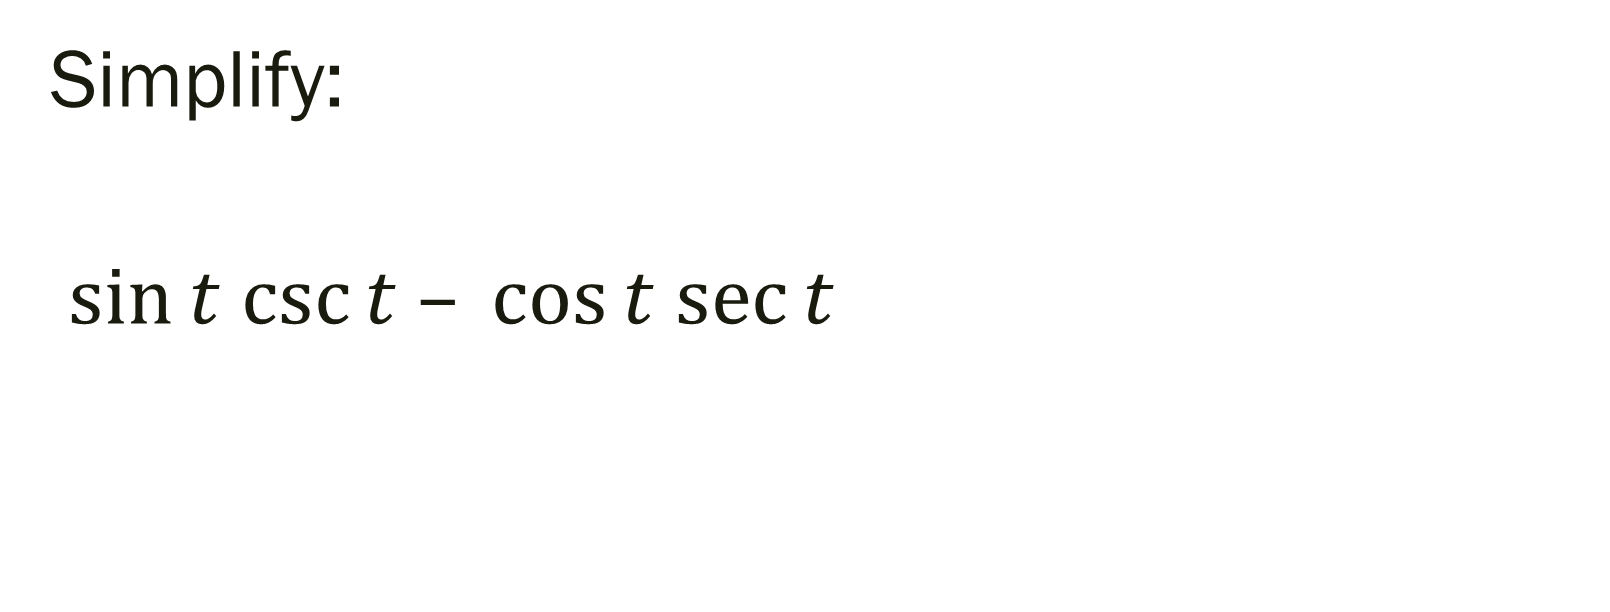 Simplify:
sin t csc t – cos t sec t